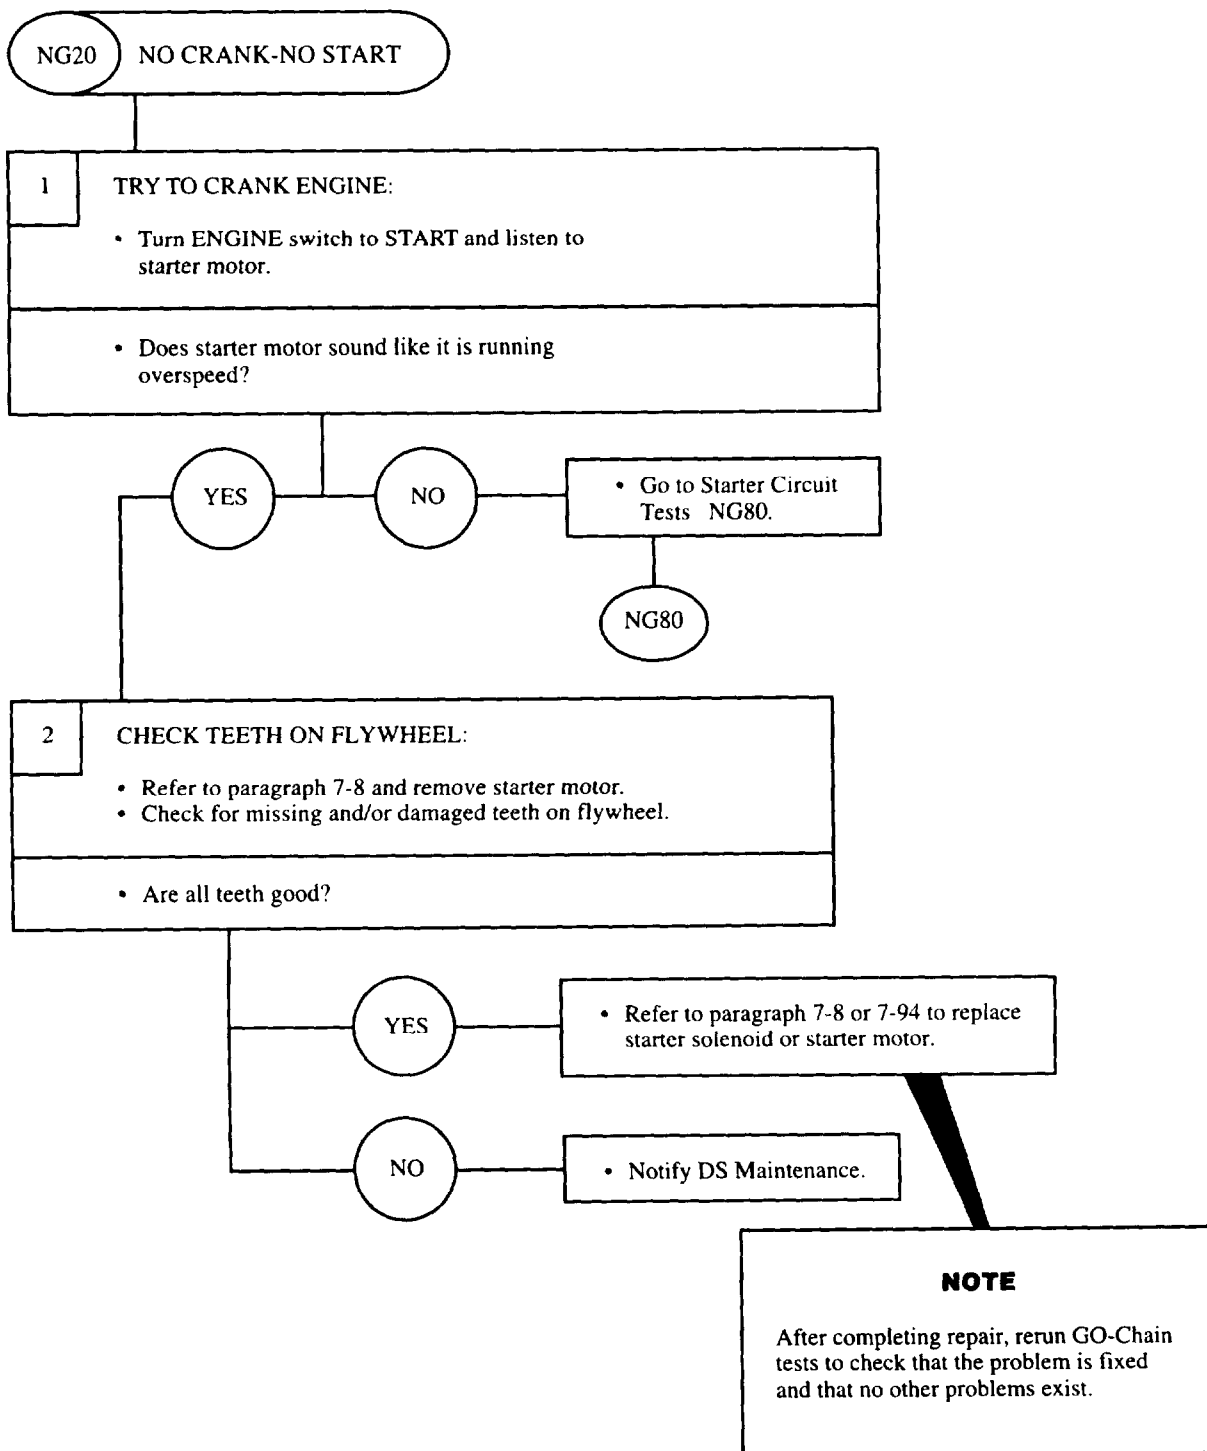 NG20 NO CRANK-NO START
1 TRY TO CRANK ENGINE:
• Turn ENGINE switch to START and listen to
starter motor.
• Does starter motor sound like it is running
overspeed?
YES
NO
• Go to Starter Circuit
Tests NG80.
NG80
2 CHECK TEETH ON FLYWHEEL:
• Refer to paragraph 7-8 and remove starter motor.
• Check for missing and/or damaged teeth on flywheel.
• Are all teeth good?
YES
• Refer to paragraph 7-8 or 7-94 to replace
starter solenoid or starter motor.
NO
• Notify DS Maintenance.
NOTE
After completing repair, rerun GO-Chain
tests to check that the problem is fixed
and that no other problems exist.